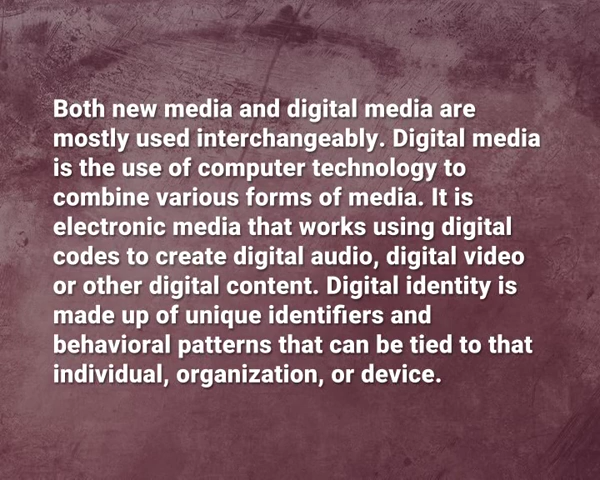 Both new media and digital media are
mostly used interchangeably. Digital media
is the use of computer technology to
combine various forms of media. It is
electronic media that works using digital
codes to create digital audio, digital video
or other digital content. Digital identity is
made up of unique identifiers and
behavioral patterns that can be tied to that
individual, organization, or device.